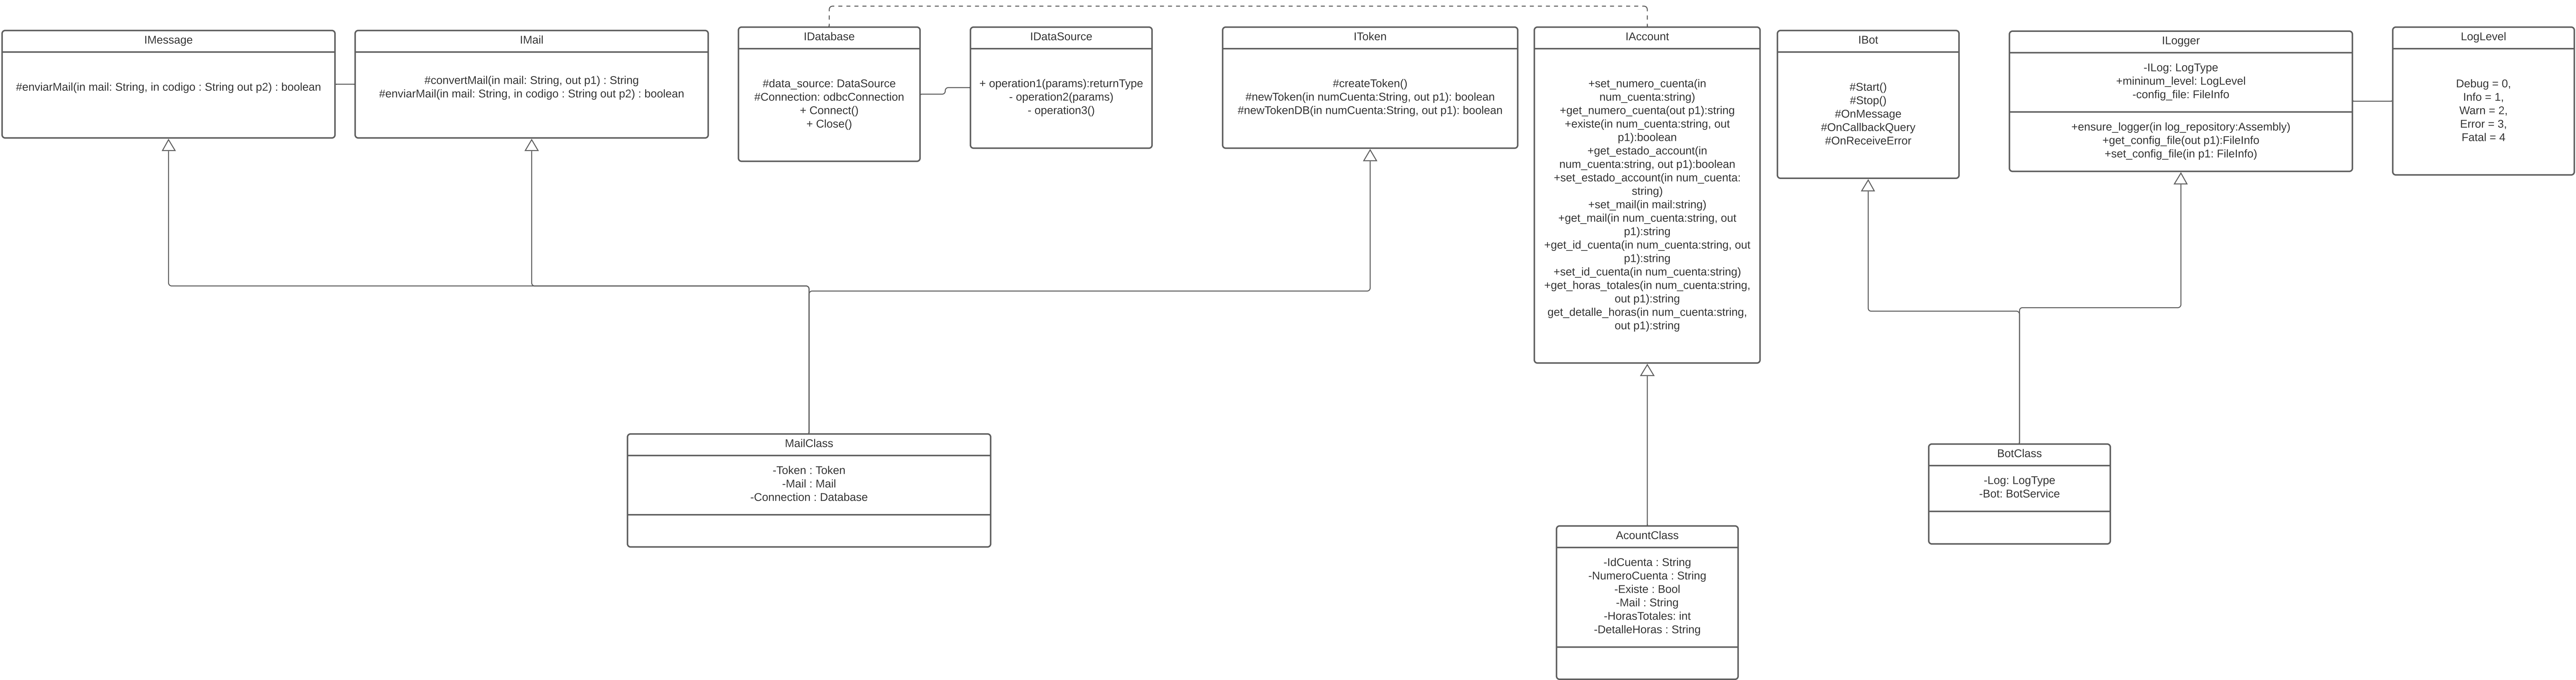 IMessage
#enviarMail(in mail: String, in codigo : String out p2) : boolean
IMail
#convertMail(in mail: String, out p1) : String
#enviarMail(in mail: String, in codigo : String out p2) : boolean
IDatabase
#data_source: DataSource
#Connection: odbcConnection
+ Connect()
+ Close()
IDataSource
+ operation1(params):returnType
- operation2(params)
- operation3()
IToken
#createToken()
#newToken(in numCuenta:String, out p1): boolean
#newTokenDB(in numCuenta:String, out p1): boolean
IAccount
+set_numero_cuenta(in
num_cuenta:string)
+get_numero_cuenta(out p1):string
+existe(in num_cuenta:string, out
p1):boolean
+get_estado_account(in
num_cuenta:string, out p1):boolean
+set_estado_account(in num_cuenta:
string)
+set_mail(in mail:string)
+get_mail(in num_cuenta:string, out
p1):string
+get_id_cuenta(in num_cuenta:string, out
p1):string
+set_id_cuenta(in num_cuenta:string)
+get_horas_totales(in num_cuenta:string,
out p1):string
get_detalle_horas(in num_cuenta:string,
out p1):string
IBot
#Start()
#Stop()
#OnMessage
#OnCallbackQuery
#OnReceiveError
ILogger
-ILog: LogType
+mininum_level: LogLevel
-config_file: FileInfo
+ensure_logger(in log_repository:Assembly)
+get_config_file(out p1):FileInfo
+set_config_file(in p1: FileInfo)
LogLevel
Debug = 0,
Info = 1,
Warn = 2,
Error = 3,
Fatal = 4
MailClass
-Token : Token
-Mail : Mail
-Connection : Database
BotClass
-Log: LogType
-Bot: BotService
AcountClass
-IdCuenta : String
-NumeroCuenta : String
-Existe : Bool
-Mail : String
-HorasTotales: int
-DetalleHoras : String